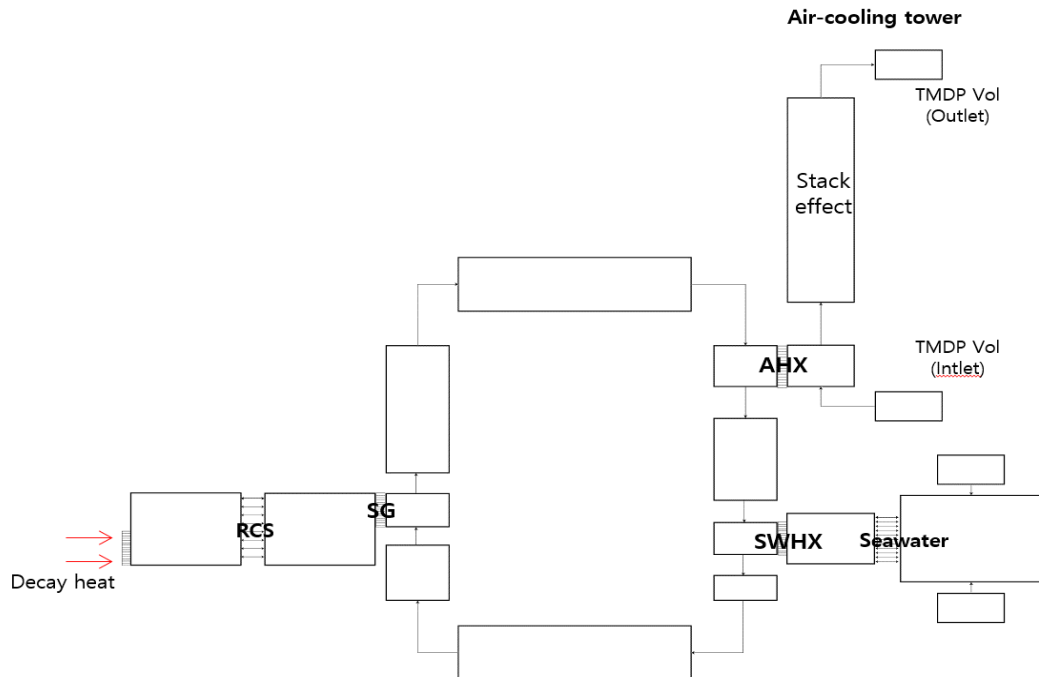 Air-cooling tower
TMDP Vol
(Outlet)
Stack
effect
AHX
TMDP Vol
(Intlet)
SG
RCS
SWHX
Seawater
Decay heat